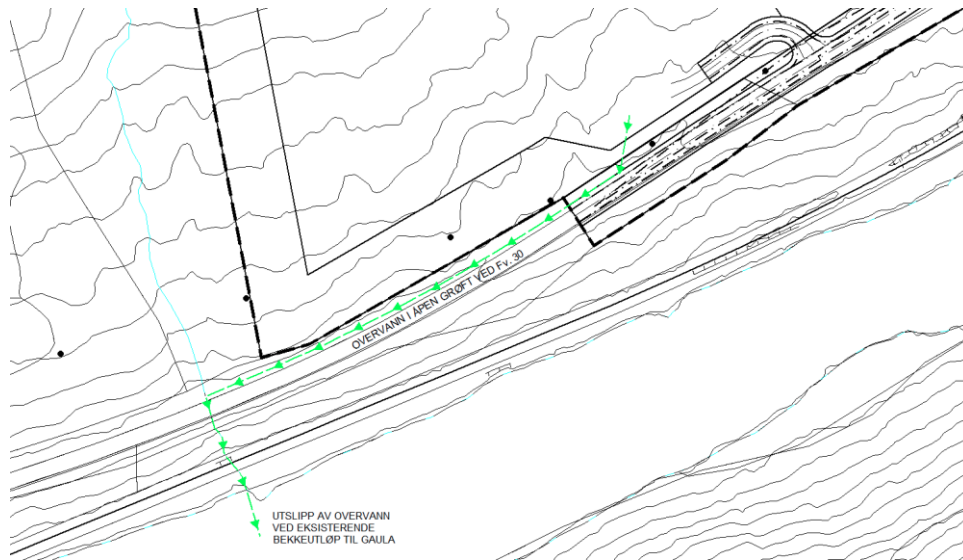 OVERVANN I ÅPEN GRØFT VED Fv. 30
UTSLIPP AV OVERVANN
VED EKSISTERENDE
BEKKEUTLØP TIL GAULA